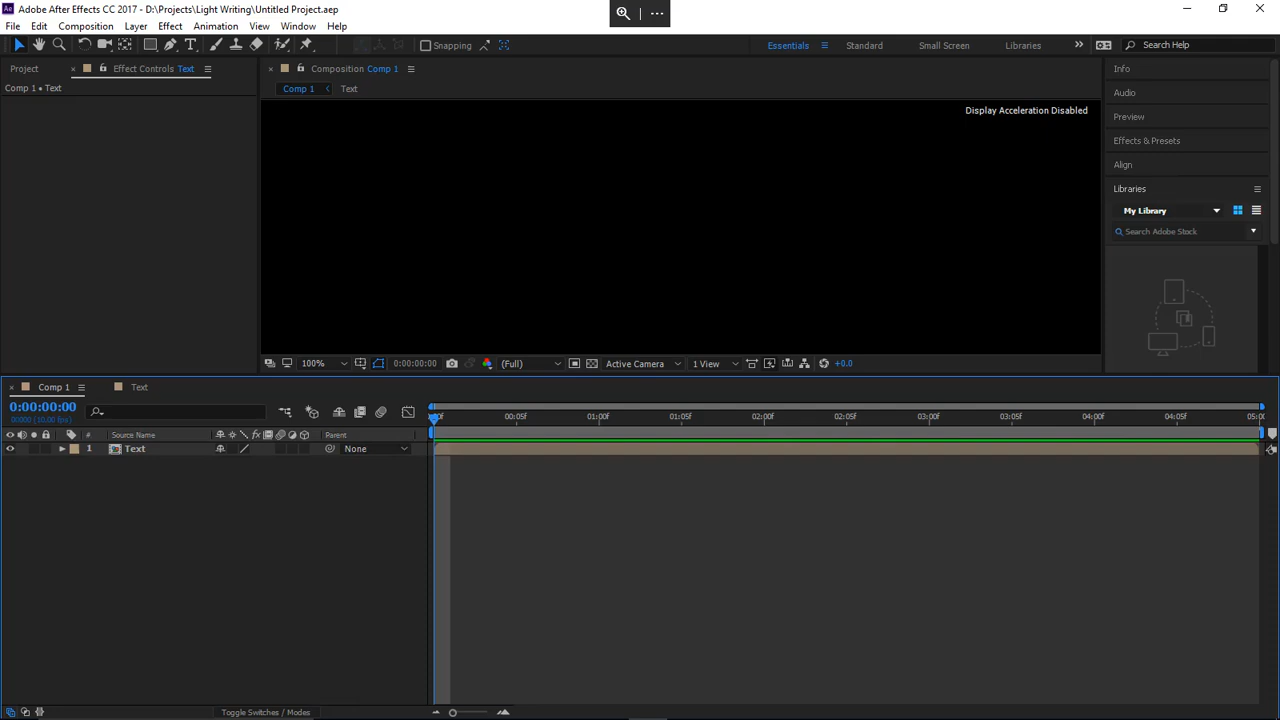 Adobe After Effects CC 2017 - D:\Projects\Light Writing\Untitled Project.aep
File Edit Composition Layer Effect Animation View Window Help
Snapping Essentials Standard Small Screen Libraries Search Help
Project Effect Controls Text Composition Comp 1 Info
Comp 1 • Text Comp 1 Text Audio
Display Acceleration Disabled
Preview
Effects & Presets
Align
Libraries
My Library
Search Adobe Stock
100% 0:00:00:00 (Full) Active Camera 1 View +0.0
Comp 1 Text
0:00:00:00
00000 (10.00 fps)
00:05f 01:00f 01:05f 02:00f 02:05f 03:00f 03:05f 04:00f 04:05f
# Source Name fx Parent
1 Text None
Toggle Switches / Modes